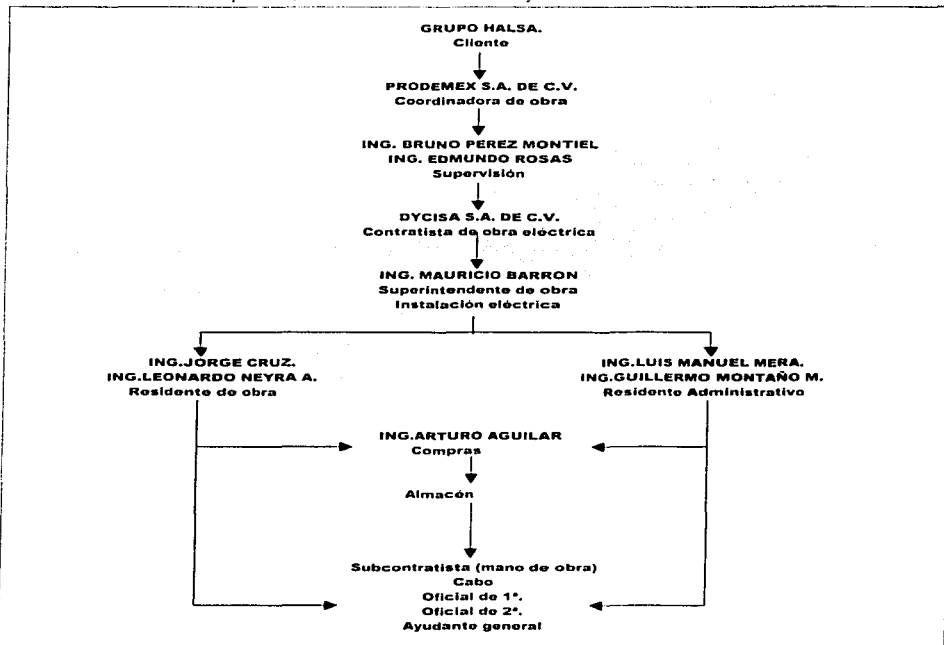 GRUPO HALSA.
Cliente
PRODEMEX S.A. DE C.V.
Coordinadora de obra
ING. BRUNO PEREZ MONTIEL
ING. EDMUNDO ROSAS
Supervisión
DYCISA S.A. DE C.V.
Contratista de obra eléctrica
ING. MAURICIO BARRON
Superintendente de obra
Instalación eléctrica
ING.JORGE CRUZ.
ING.LEONARDO NEYRA A.
Residente de obra
ING.LUIS MANUEL MERA.
ING.GUILLERMO MONTAÑO M.
Residente Administrativo
ING.ARTURO AGUILAR
Compras
Almacén
Subcontratista (mano de obra)
Cabo
Oficial de 1ª.
Oficial de 2ª.
Ayudante general